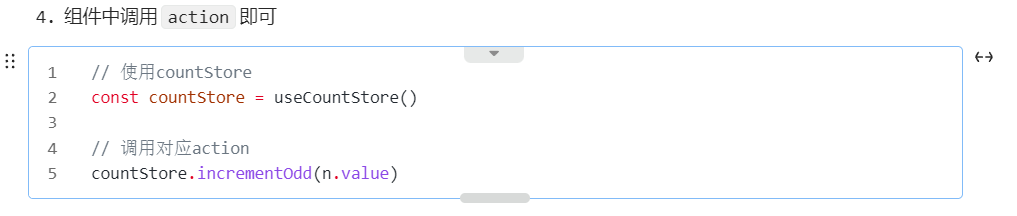 4. 组件中调用 action 即可
1 // 使用countStore
2 const countStore = useCountStore()
3
4 // 调用对应action
5 countStore.incrementOdd(n.value)